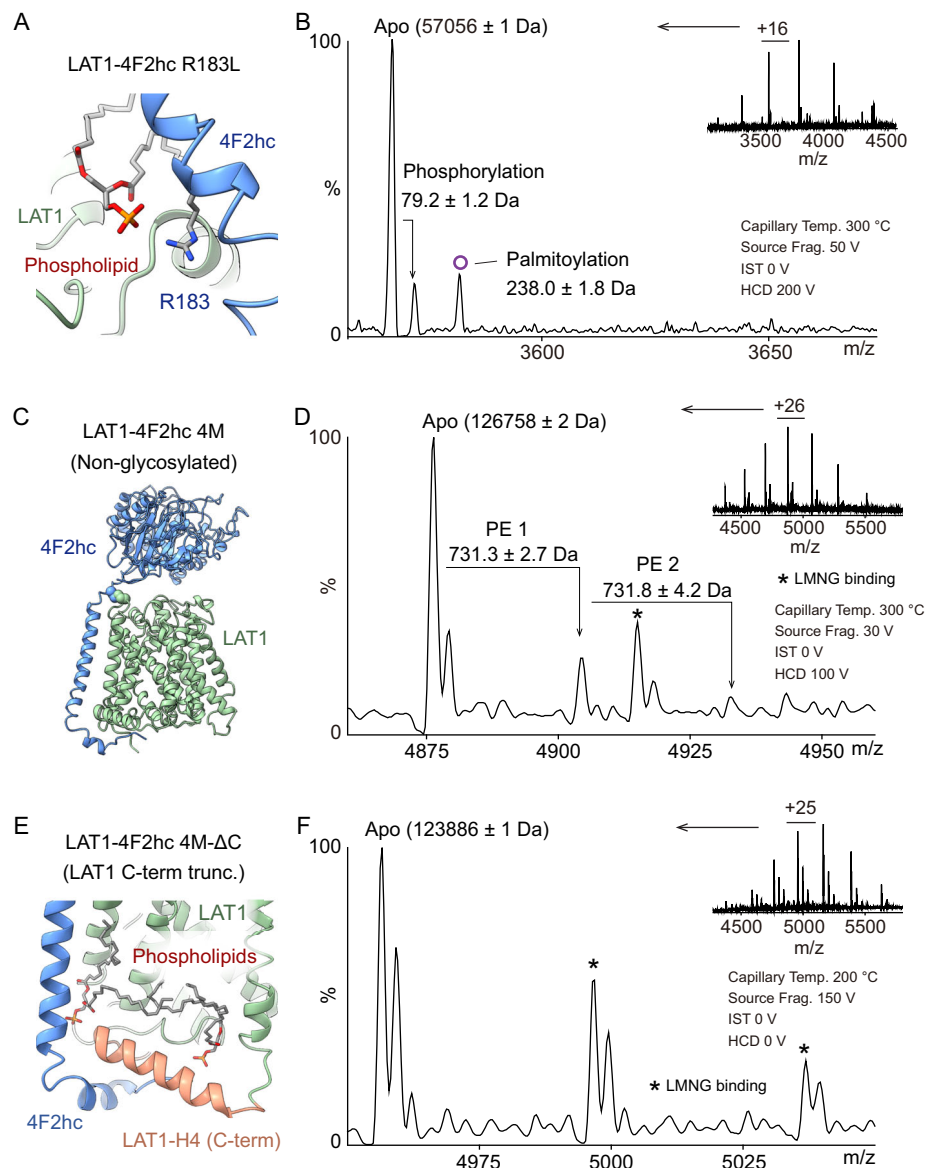 A
LAT1-4F2hc R183L
4F2hc
LAT1
Phospholipid
R183
B
Apo (57056 ± 1 Da)
100
%
0
Phosphorylation
79.2 ± 1.2 Da
Palmitoylation
238.0 ± 1.8 Da
+16
3500 4000 4500
m/z
Capillary Temp. 300 °C
Source Frag. 50 V
IST 0 V
HCD 200 V
3600 3650 m/z
C
LAT1-4F2hc 4M
(Non-glycosylated)
4F2hc
LAT1
D
Apo (126758 ± 2 Da)
100
%
0
PE 1
731.3 ± 2.7 Da
PE 2
731.8 ± 4.2 Da
*
+26
4500 5000 5500
m/z
* LMNG binding
Capillary Temp. 300 °C
Source Frag. 30 V
IST 0 V
HCD 100 V
4875 4900 4925 4950 m/z
E
LAT1-4F2hc 4M-ΔC
(LAT1 C-term trunc.)
LAT1
Phospholipids
4F2hc
LAT1-H4 (C-term)
F
Apo (123886 ± 1 Da)
100
%
0
*
*
+25
4500 5000 5500
m/z
Capillary Temp. 200 °C
Source Frag. 150 V
IST 0 V
HCD 0 V
* LMNG binding
4975 5000 5025 m/z